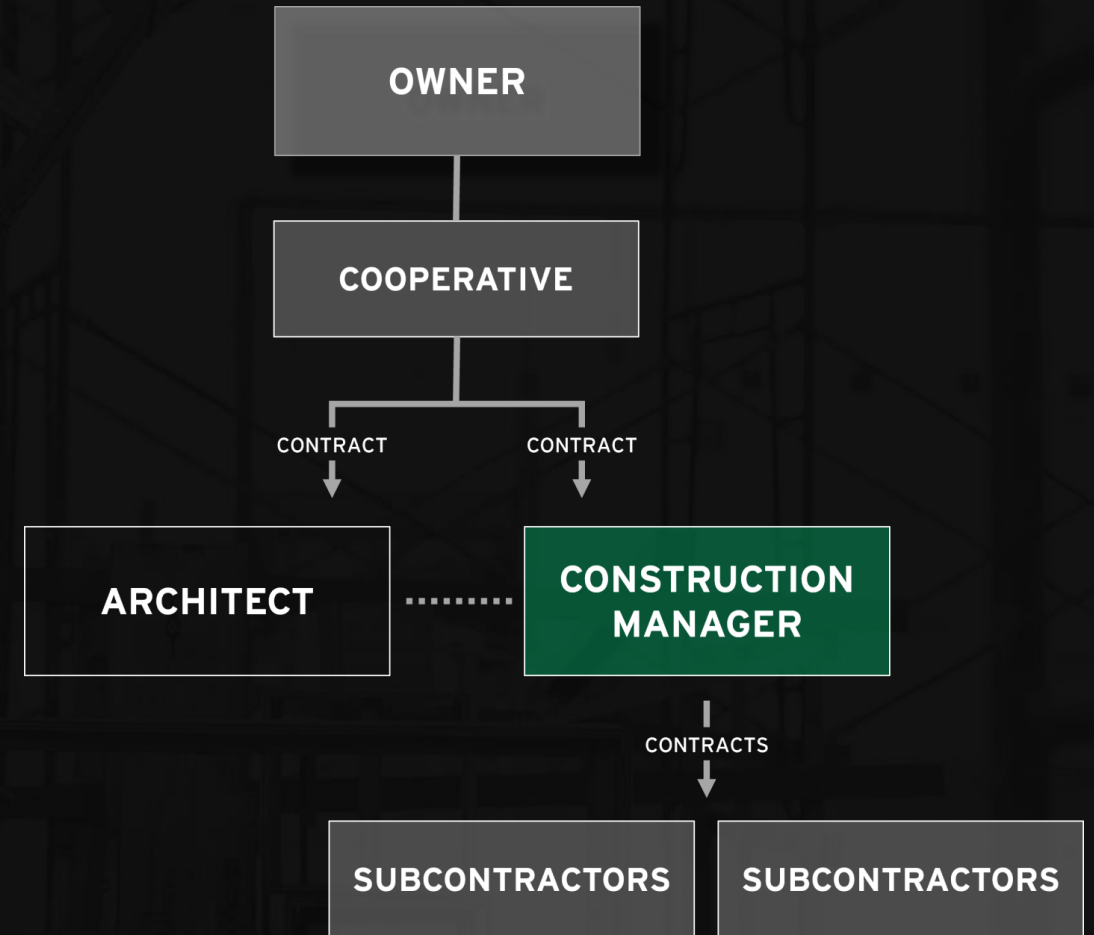 OWNER
COOPERATIVE
CONTRACT
CONTRACT
ARCHITECT
CONSTRUCTION
MANAGER
CONTRACTS
SUBCONTRACTORS
SUBCONTRACTORS